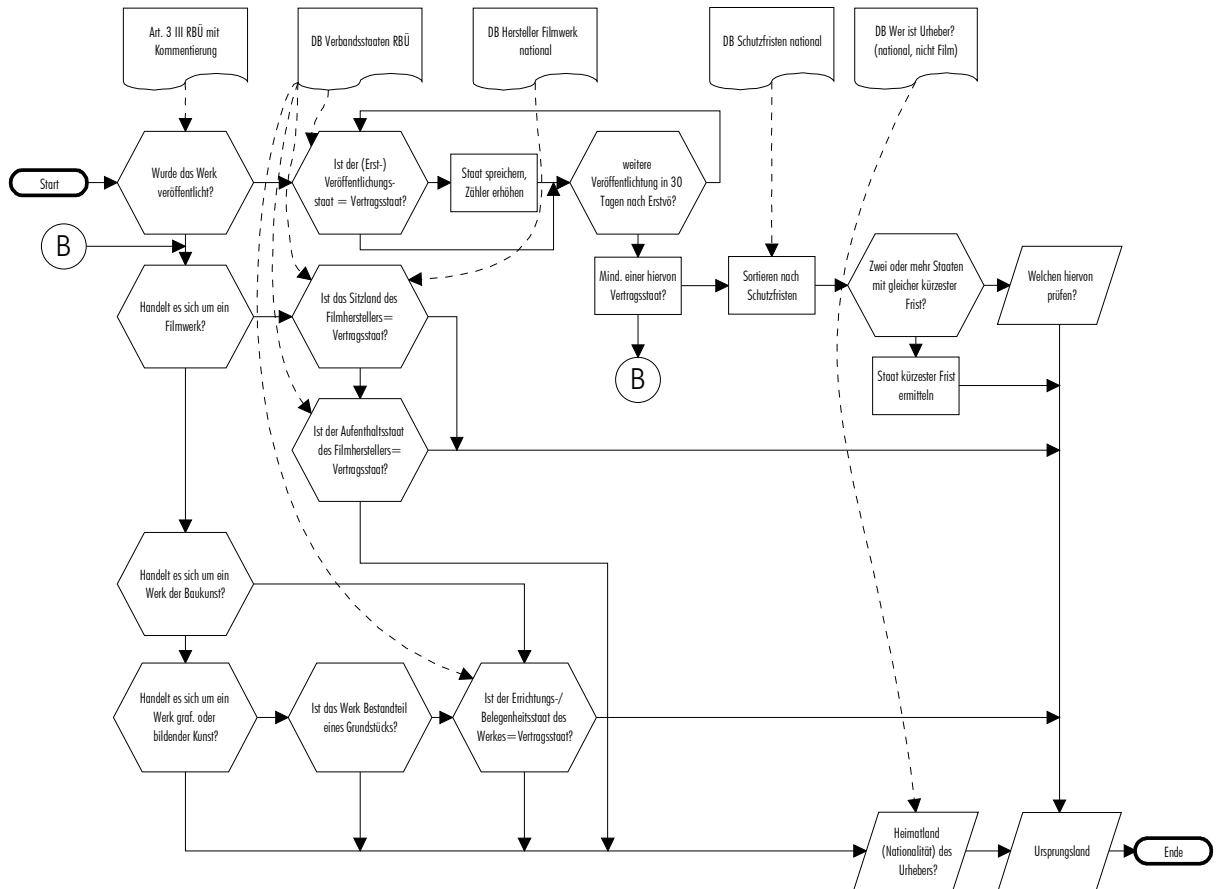 Art. 3 III RBÜ mit
Kommentierung
DB Verbandsstaaten RBÜ
DB Hersteller Filmwerk
national
DB Schutzfristen national
DB Wer ist Urheber?
(national, nicht Film)
Start
Wurde das Werk
veröffentlicht?
Ist der (Erst-)
Veröffentlichungs-
staat = Vertragsstaat?
Staat speichern,
Zähler erhöhen
weitere
Veröffentlichtung in 30
Tagen nach Erstvö?
B
Handelt es sich um ein
Filmwerk?
Ist das Sitzland des
Filmherstellers=
Vertragsstaat?
Mind. einer hiervon
Vertragsstaat?
Sortieren nach
Schutzfristen
Zwei oder mehr Staaten
mit gleicher kürzester
Frist?
Welchen hiervon
prüfen?
B
Staat kürzester Frist
ermitteln
Ist der Aufenthaltsstaat
des Filmherstellers=
Vertragsstaat?
Handelt es sich um ein
Werk der Baukunst?
Handelt es sich um ein
Werk graf. oder
bildender Kunst?
Ist das Werk Bestandteil
eines Grundstücks?
Ist der Errichtungs-/
Belegenheitsstaat des
Werkes=Vertragsstaat?
Heimatland
(Nationalität) des
Urhebers?
Ursprungsland
Ende